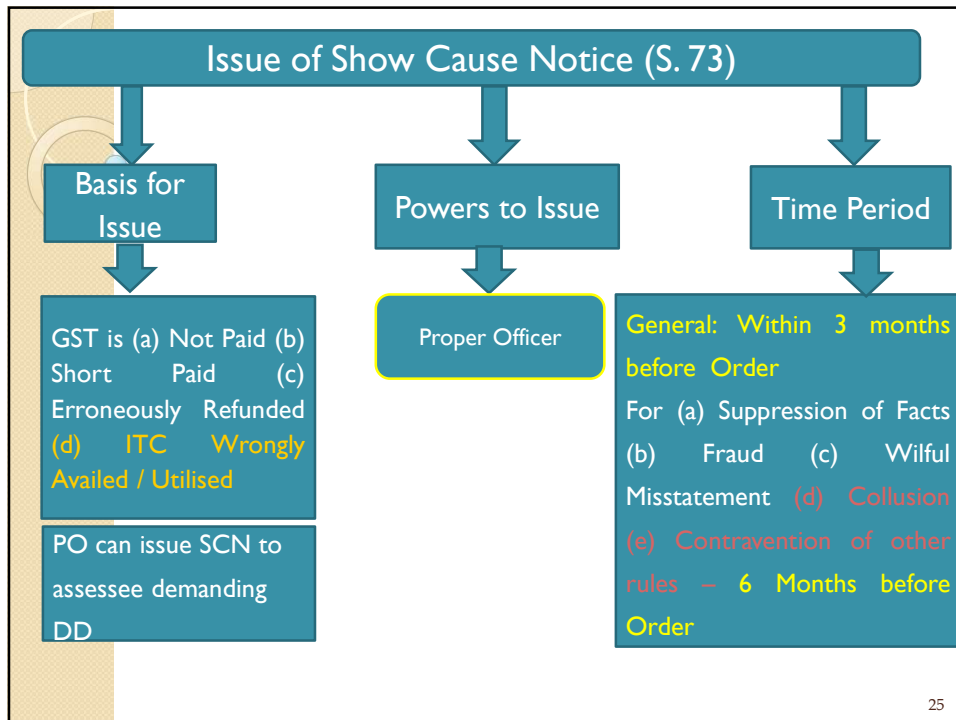 Issue of Show Cause Notice (S. 73)
Basis for
Issue
GST is (a) Not Paid (b)
Short Paid (c)
Erroneously Refunded
(d) ITC Wrongly
Availed / Utilised
PO can issue SCN to
assessee demanding
DD
Powers to Issue
Proper Officer
Time Period
General: Within 3 months
before Order
For (a) Suppression of Facts
(b) Fraud (c) Wilful
Misstatement (d) Collusion
(e) Contravention of other
rules – 6 Months before
Order
25